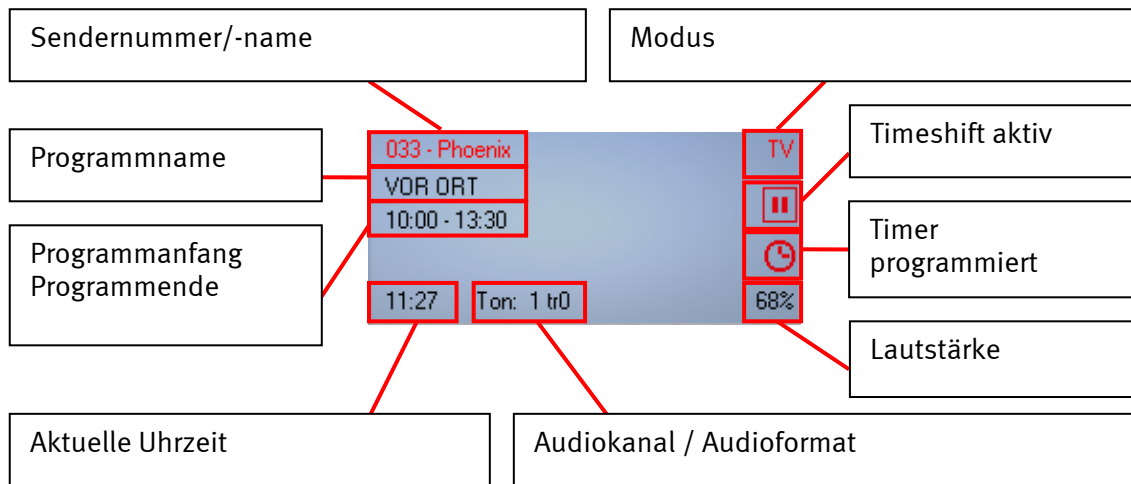 Sendernummer/-name
Modus
Programmname
033 - Phoenix
TV
Timeshift aktiv
VOR ORT
10:00 - 13:30
Programmanfang
Programmende
Timer
programmiert
11:27
Ton: 1 tr0
68%
Lautstärke
Aktuelle Uhrzeit
Audiokanal / Audioformat